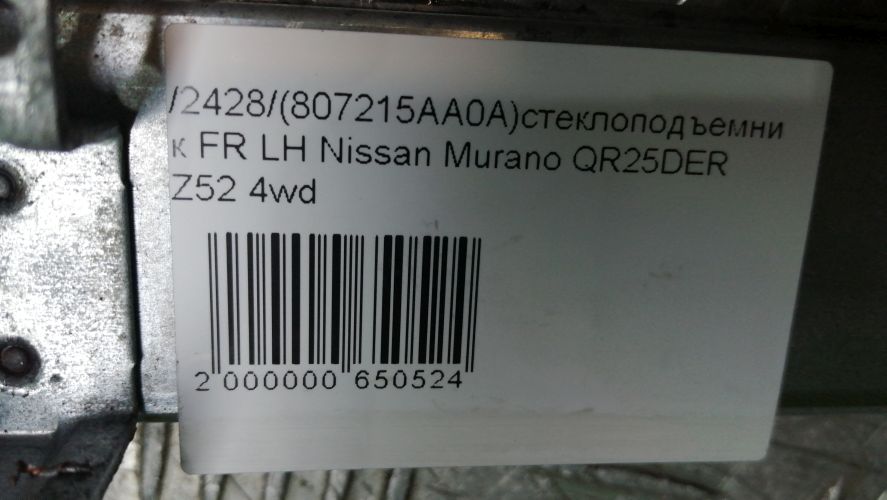 /2428/(807215AA0A)стеклоподъемни
к FR LH Nissan Murano QR25DER
Z52 4wd
2 000000 650524